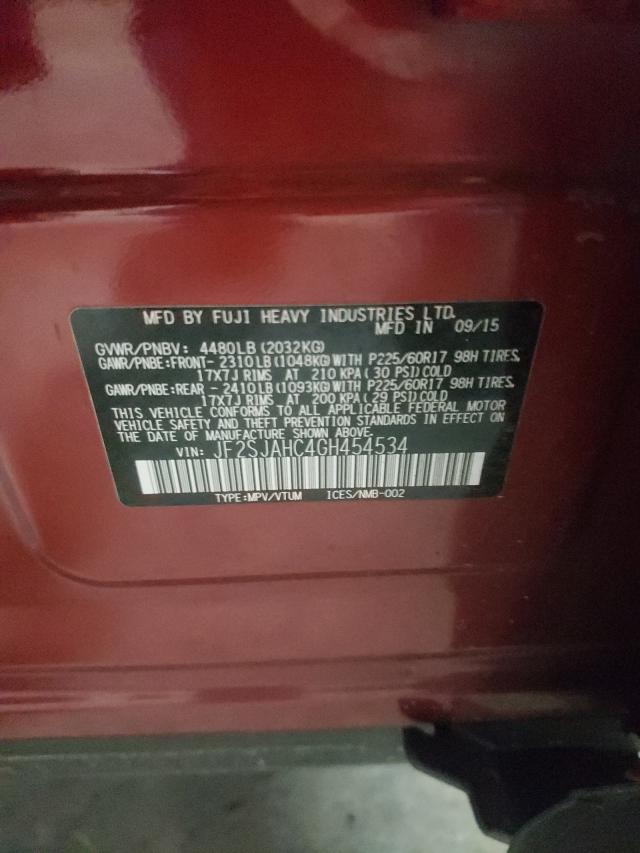 MFD BY FUJI HEAVY INDUSTRIES LTD.
MFD IN 09/15
GVWR/PNBV: 4480LB (2032KG)
GAWR/PNBE:FRONT- 2310LB (1048KG) WITH P225/60R17 98H TIRES,
17X7J RIMS AT 210 KPA (30 PSI) COLD
GAWR/PNBE:REAR - 2410LB (1093KG) WITH P225/60R17 98H TIRES,
17X7J RIMS AT 200 KPA (29 PSI) COLD
THIS VEHICLE CONFORMS TO ALL APPLICABLE FEDERAL MOTOR
VEHICLE SAFETY AND THEFT PREVENTION STANDARDS IN EFFECT ON
THE DATE OF MANUFACTURE SHOWN ABOVE.
VIN: JF2SJAHC4GH454534
TYPE:MPV/VTUM ICES/NMB-002